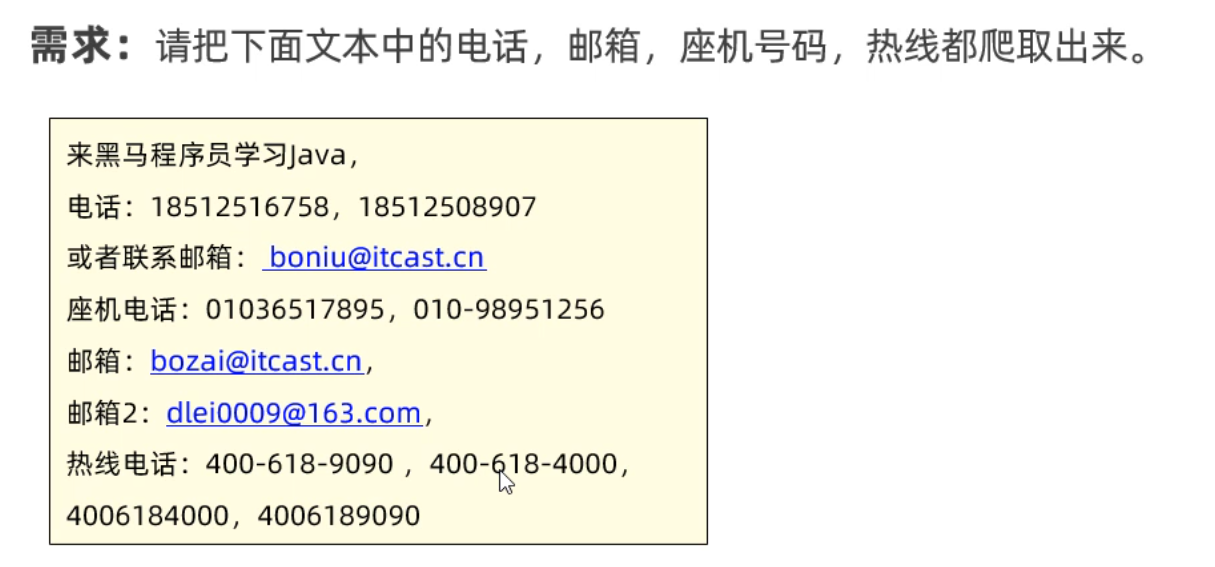 需求：请把下面文本中的电话，邮箱，座机号码，热线都爬取出来。
来黑马程序员学习Java，
电话：18512516758，18512508907
或者联系邮箱： boniu@itcast.cn
座机电话：01036517895，010-98951256
邮箱：bozai@itcast.cn，
邮箱2：dlei0009@163.com，
热线电话：400-618-9090 ，400-618-4000，
4006184000，4006189090